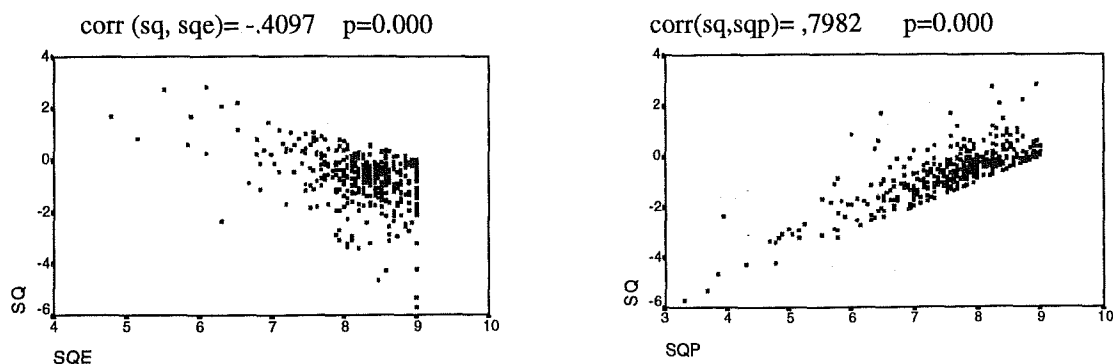 corr (sq, sqe)= -.4097 p=0.000
4
2
0
-2
-4
-6
SQ
4 5 6 7 8 9 10
SQE
corr(sq,sqp)= ,7982 p=0.000
4
2
0
-2
-4
-6
SQ
3 4 5 6 7 8 9 10
SQP